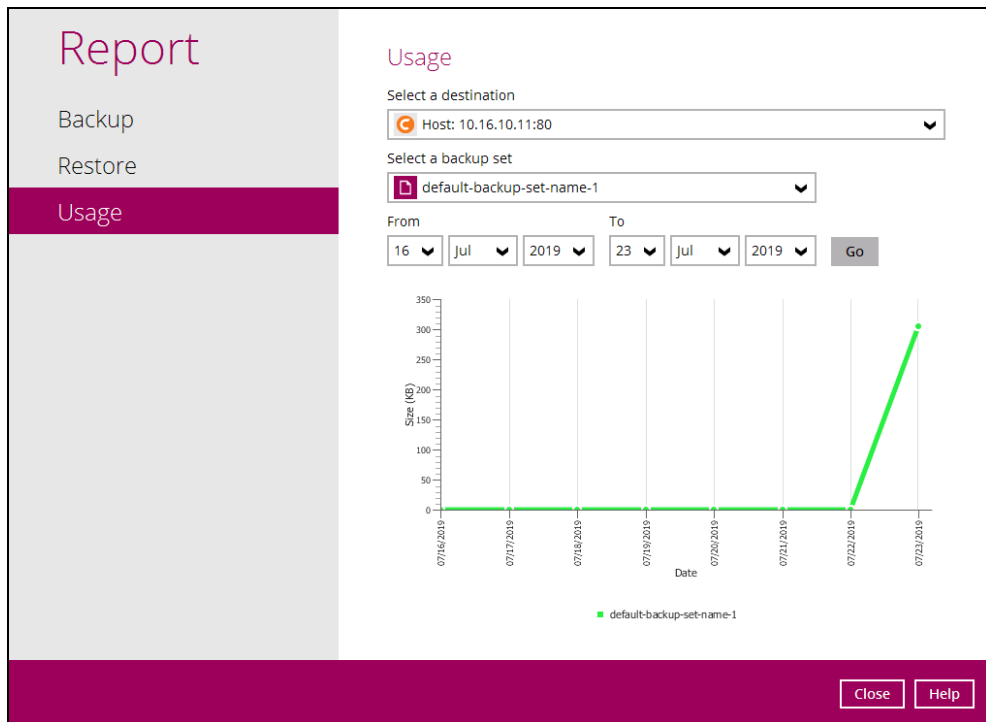 Report
Backup
Restore
Usage
Usage
Select a destination
Host: 10.16.10.11:80
Select a backup set
default-backup-set-name-1
From To
16 Jul 2019 23 Jul 2019 Go
350
300
250
200
150
100
50
0
Size (KB)
07/16/2019 07/17/2019 07/18/2019 07/19/2019 07/20/2019 07/21/2019 07/22/2019 07/23/2019
Date
default-backup-set-name-1
Close Help